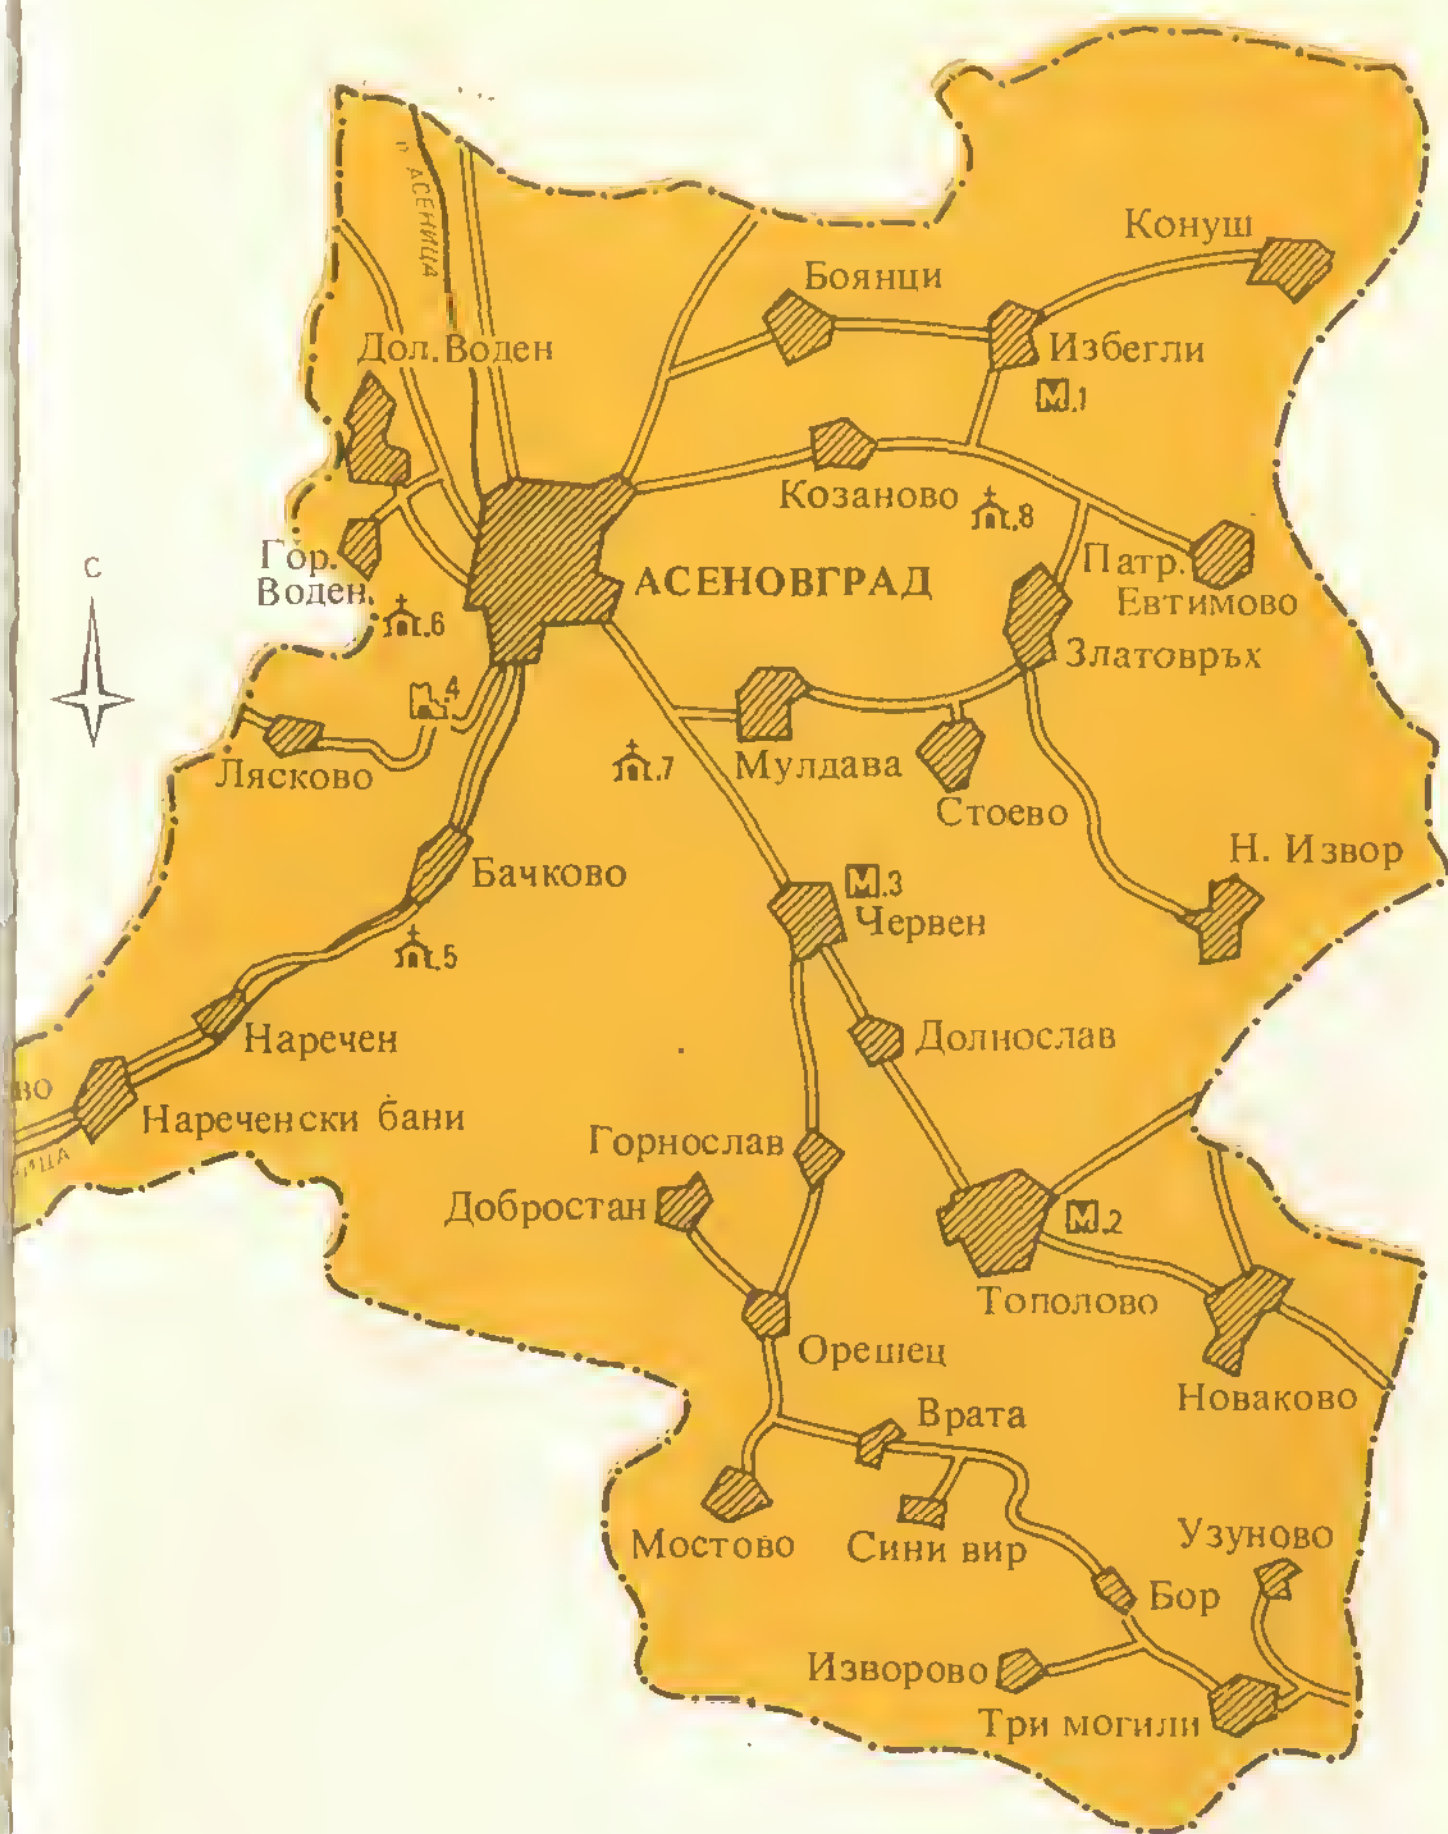 р. АСЕНИЦА
Конуш
Боянци
Дол. Воден
Избегли
М.1
Козаново
8
Гор.
Воден
С
АСЕНОВГРАД
Патр.
Евтимово
6
Златовръх
4
Лясково
7
Мулдава
Стоево
Н. Извор
Бачково
М.3
Червен
5
Наречен
Долнослав
во
Нареченски бани
ИЦА
Горнослав
Добростан
М.2
Тополово
Орешец
Новаково
Врата
Мостово
Сини вир
Узуново
Бор
Изворово
Три могили